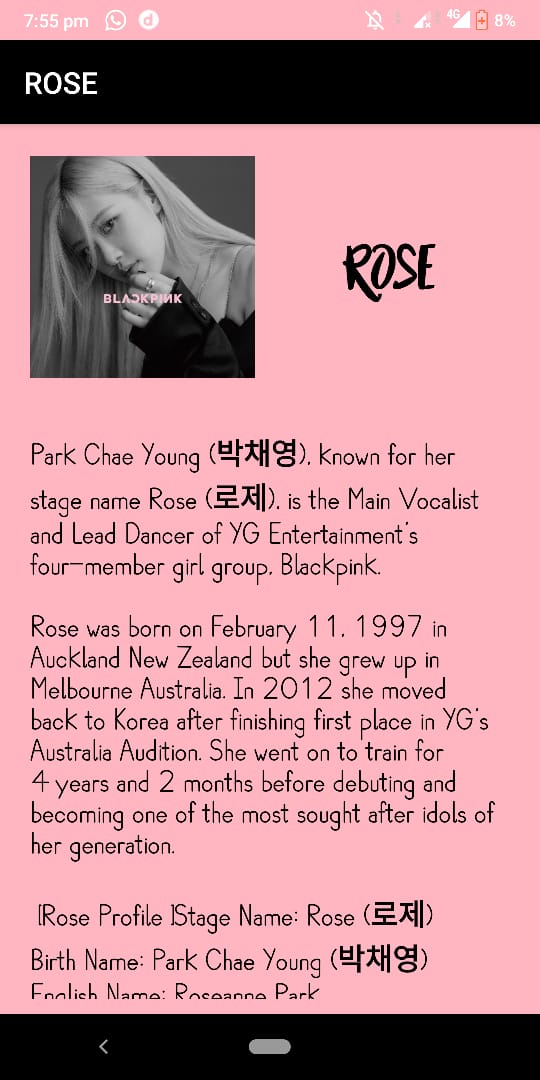 7:55 pm
4G
8%
ROSE
BLACKPINK
ROSE
Park Chae Young (박채영), known for her
stage name Rose (로제), is the Main Vocalist
and Lead Dancer of YG Entertainment's
four-member girl group, Blackpink.
Rose was born on February 11, 1997 in
Auckland New Zealand but she grew up in
Melbourne Australia. In 2012 she moved
back to Korea after finishing first place in YG's
Australia Audition. She went on to train for
4 years and 2 months before debuting and
becoming one of the most sought after idols of
her generation.
[Rose Profile ]Stage Name: Rose (로제)
Birth Name: Park Chae Young (박채영)
English Name: Roseanne Park